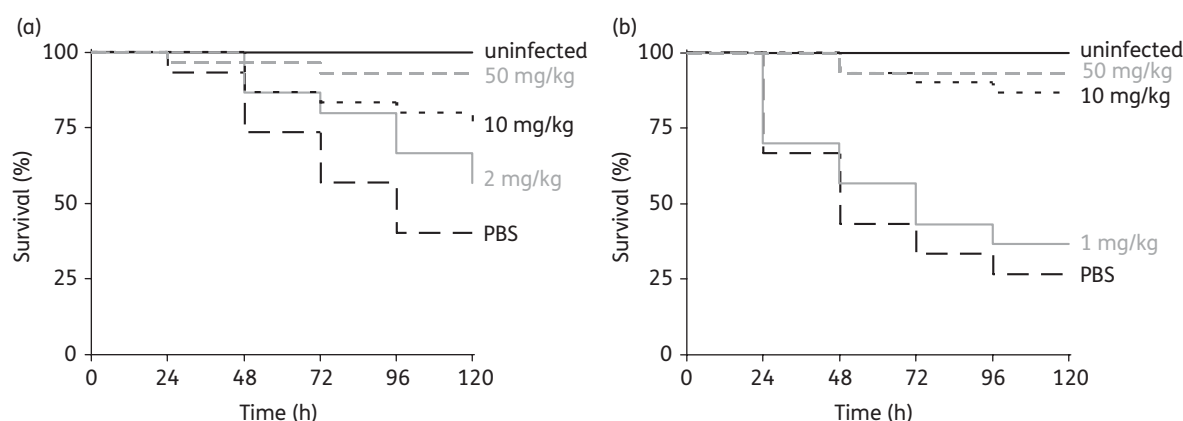 (a)
100
75
50
25
0
Survival (%)
0 24 48 72 96 120
Time (h)
uninfected
50 mg/kg
10 mg/kg
2 mg/kg
PBS
(b)
100
75
50
25
0
Survival (%)
0 24 48 72 96 120
Time (h)
uninfected
50 mg/kg
10 mg/kg
1 mg/kg
PBS